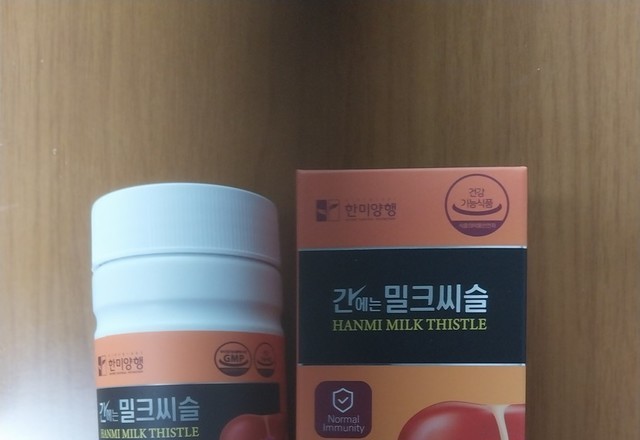 한미양행
건강
기능식품
간에는 밀크씨슬
HANMI MILK THISTLE
Normal
Immunity
한미양행
GMP
간에는 밀크씨슬
HANMI MILK THISTLE